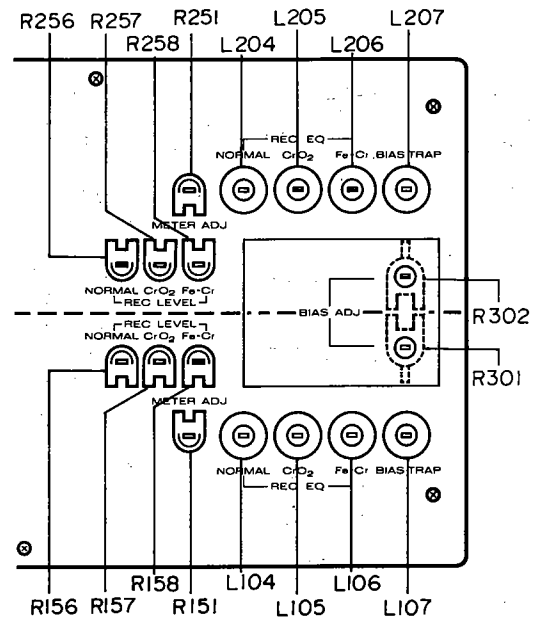 R256 R257 R251 L205 L207
R258 L204 L206
REC EQ
NORMAL CrO₂ Fe-Cr BIAS TRAP
METER ADJ
NORMAL CrO₂ Fe-Cr
REC LEVEL
BIAS ADJ
R302
REC LEVEL
NORMAL CrO₂ Fe-Cr
R301
METER ADJ
NORMAL CrO₂ Fe-Cr BIAS TRAP
REC EQ
R158 L104 L106
R156 R157 R151 L105 L107